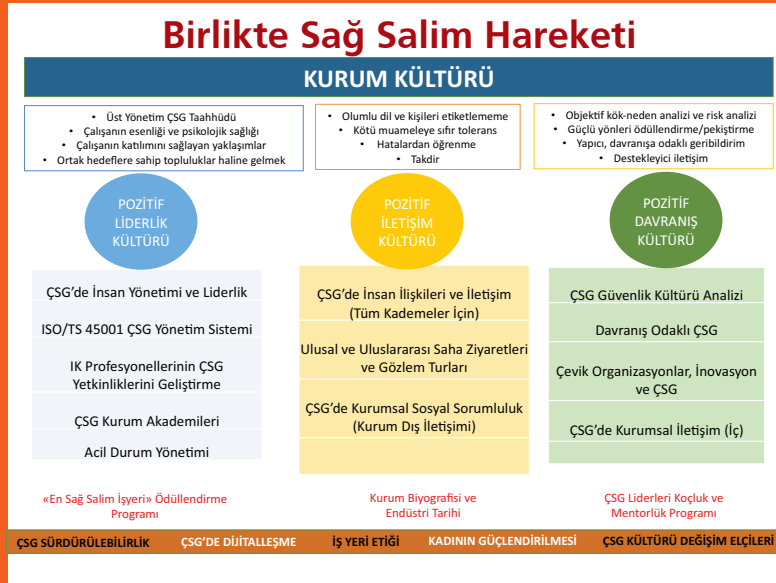 Birlikte Sağ Salim Hareketi
KURUM KÜLTÜRÜ
• Üst Yönetim ÇSG Taahhüdü
• Çalışanın esenliği ve psikolojik sağlığı
• Çalışanın katılımını sağlayan yaklaşımlar
• Ortak hedeflere sahip topluluklar haline gelmek
• Olumlu dil ve kişileri etiketlememe
• Kötü muameleye sıfır tolerans
• Hatalardan öğrenme
• Takdir
• Objektif kök-neden analizi ve risk analizi
• Güçlü yönleri ödüllendirme/pekiştirme
• Yapıcı, davranışa odaklı geribildirim
• Destekleyici iletişim
POZİTİF
LİDERLİK
KÜLTÜRÜ
POZİTİF
İLETİŞİM
KÜLTÜRÜ
POZİTİF
DAVRANIŞ
KÜLTÜRÜ
ÇSG'de İnsan Yönetimi ve Liderlik
ISO/TS 45001 ÇSG Yönetim Sistemi
IK Profesyonellerinin ÇSG
Yetkinliklerini Geliştirme
ÇSG Kurum Akademileri
Acil Durum Yönetimi
ÇSG'de İnsan İlişkileri ve İletişim
(Tüm Kademeler İçin)
Ulusal ve Uluslararası Saha Ziyaretleri
ve Gözlem Turları
ÇSG'de Kurumsal Sosyal Sorumluluk
(Kurum Dış İletişimi)
ÇSG Güvenlik Kültürü Analizi
Davranış Odaklı ÇSG
Çevik Organizasyonlar, İnovasyon
ve ÇSG
ÇSG'de Kurumsal İletişim (İç)
«En Sağ Salim İşyeri» Ödüllendirme
Programı
Kurum Biyografisi ve
Endüstri Tarihi
ÇSG Liderleri Koçluk ve
Mentorlük Programı
ÇSG SÜRDÜRÜLEBİLİRLİK ÇSG'DE DİJİTALLEŞME İŞ YERİ ETİĞİ KADININ GÜÇLENDİRİLMESİ ÇSG KÜLTÜRÜ DEĞİŞİM ELÇİLERİ